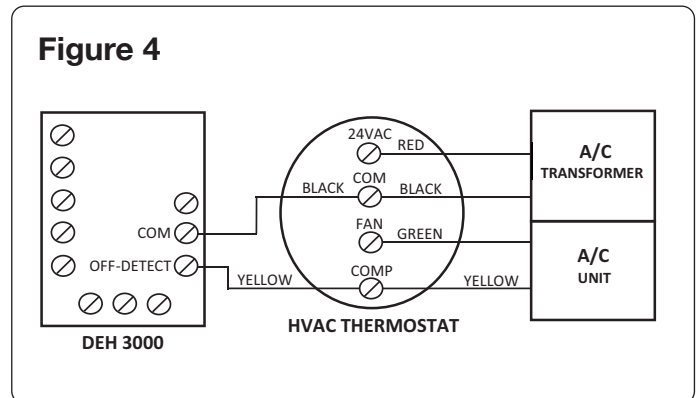 Figure 4
24VAC
RED
A/C
TRANSFORMER
COM
BLACK
BLACK
COM
FAN
GREEN
A/C
UNIT
OFF-DETECT
COMP
YELLOW
YELLOW
HVAC THERMOSTAT
DEH 3000